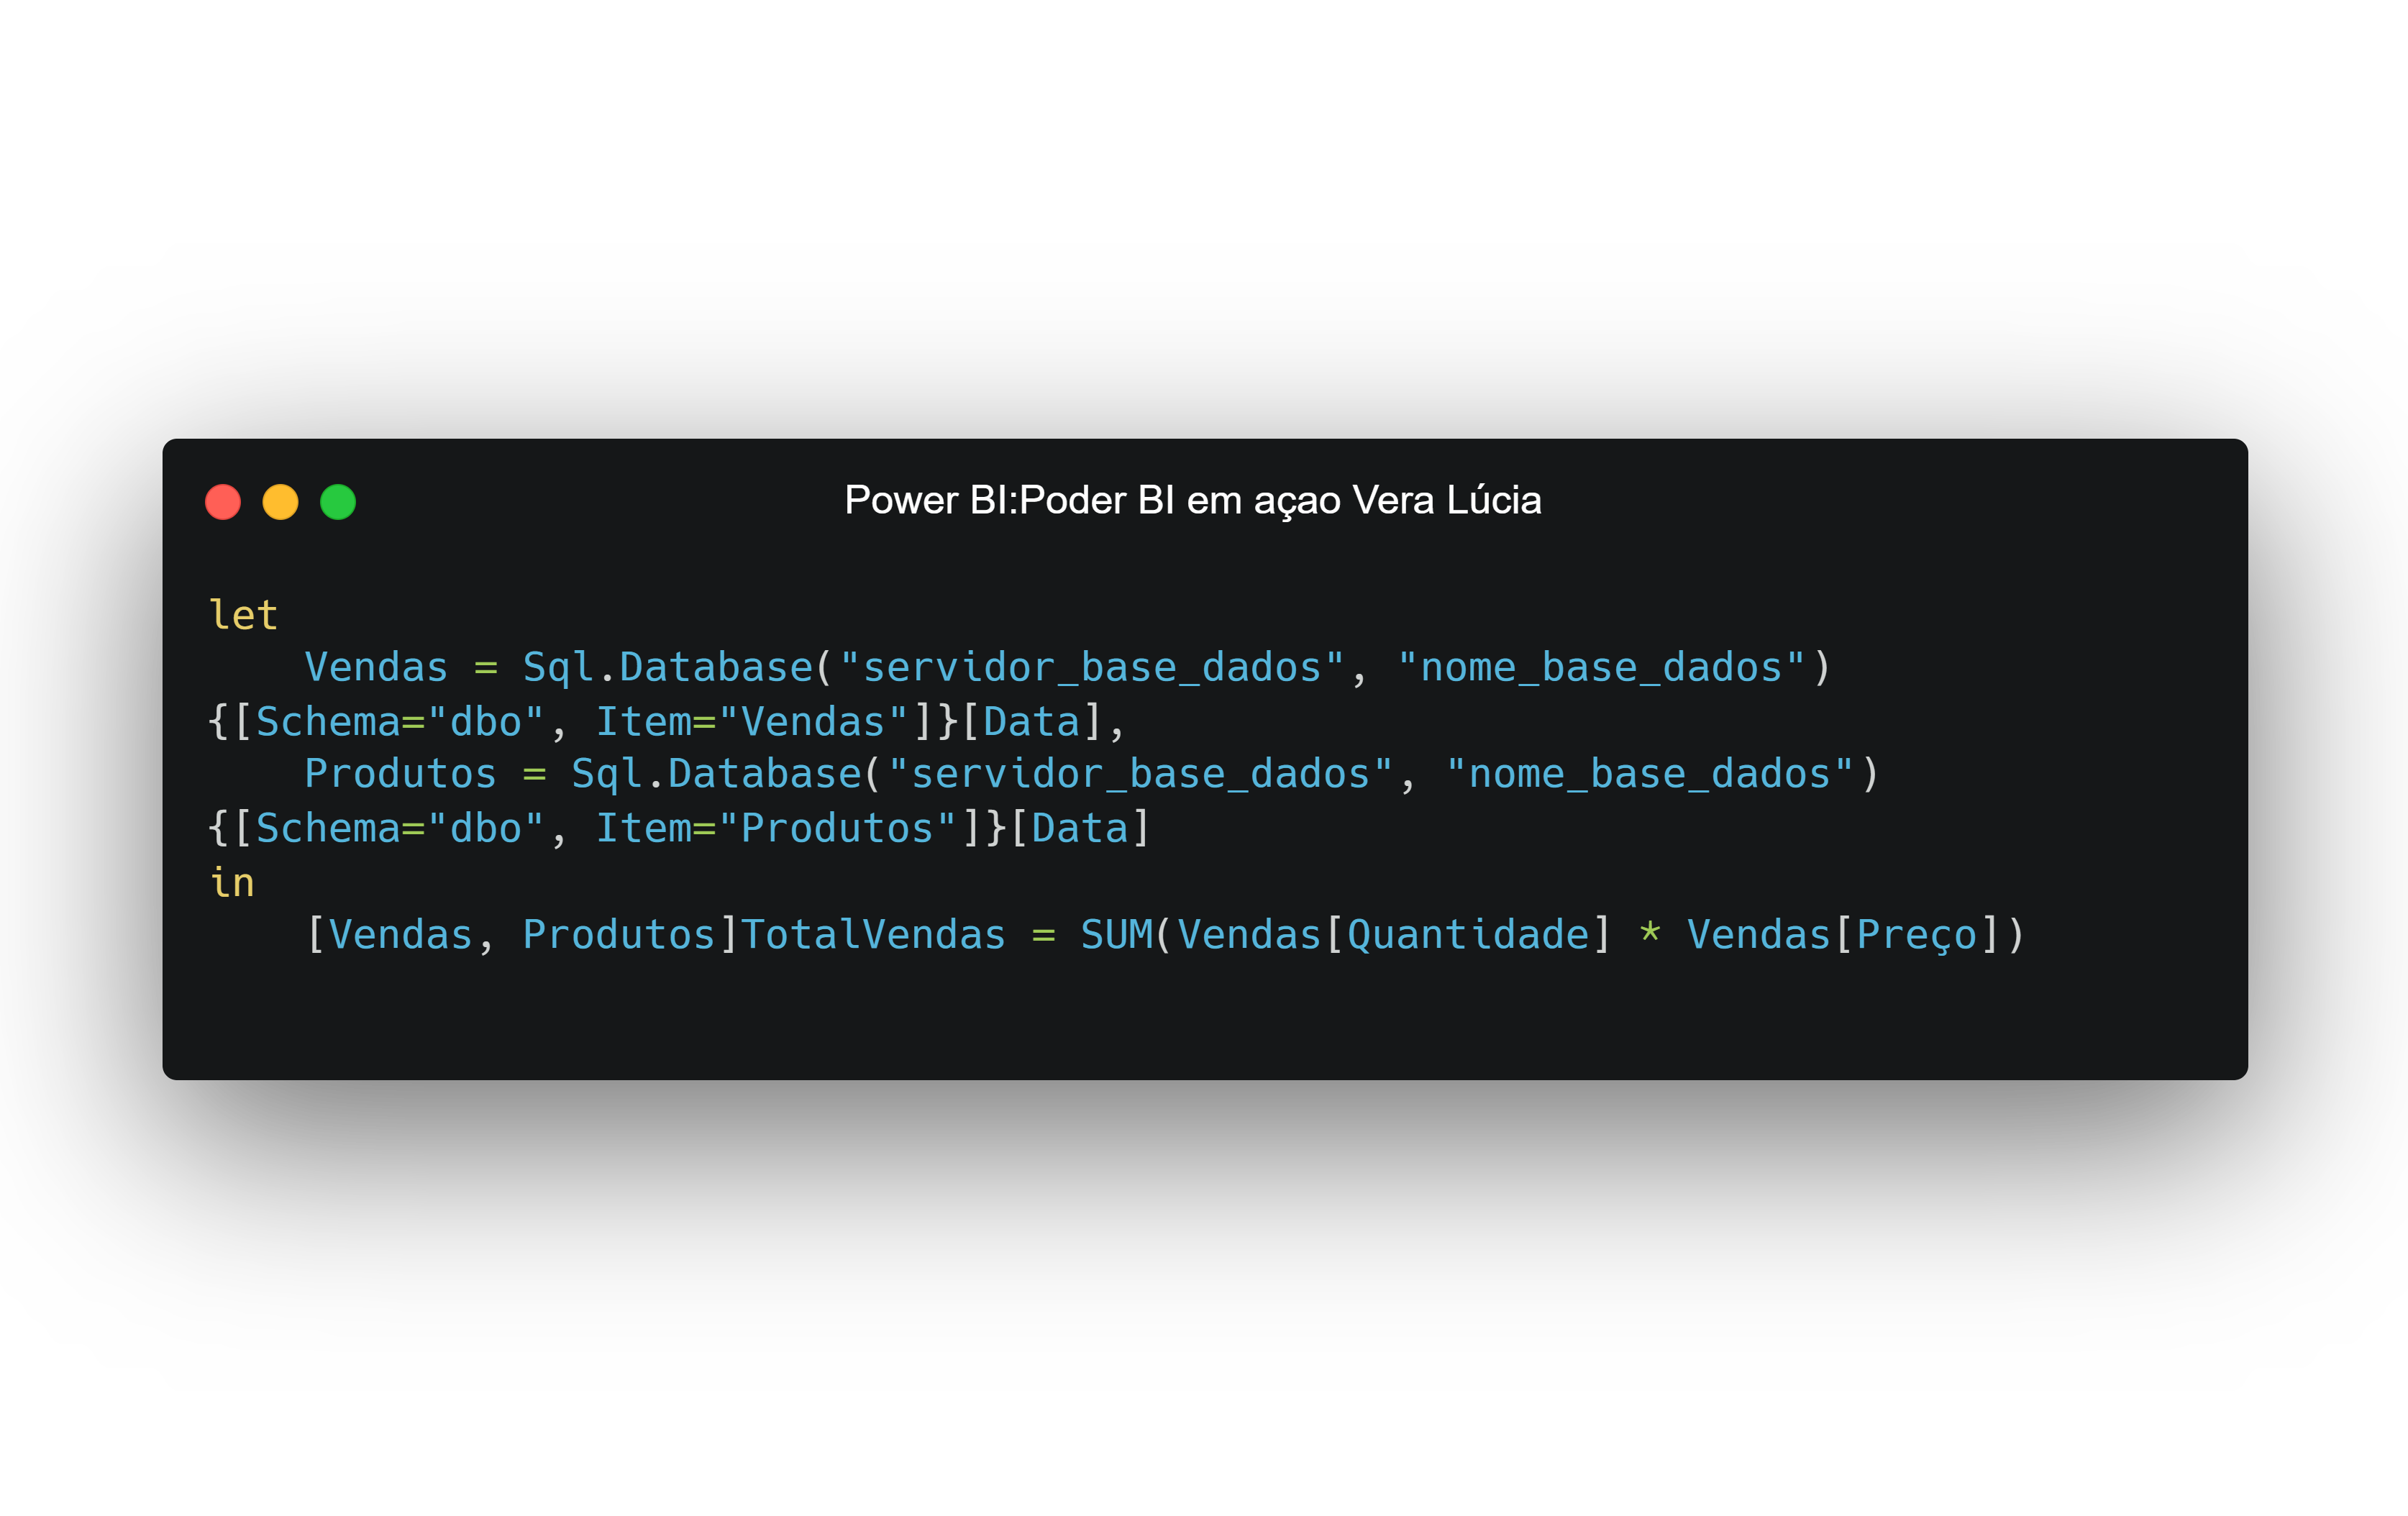 Power BI:Poder BI em açao Vera Lúcia
let
    Vendas = Sql.Database("servidor_base_dados", "nome_base_dados")
{[Schema="dbo", Item="Vendas"]}[Data],
    Produtos = Sql.Database("servidor_base_dados", "nome_base_dados")
{[Schema="dbo", Item="Produtos"]}[Data]
in
    [Vendas, Produtos]TotalVendas = SUM(Vendas[Quantidade] * Vendas[Preço])